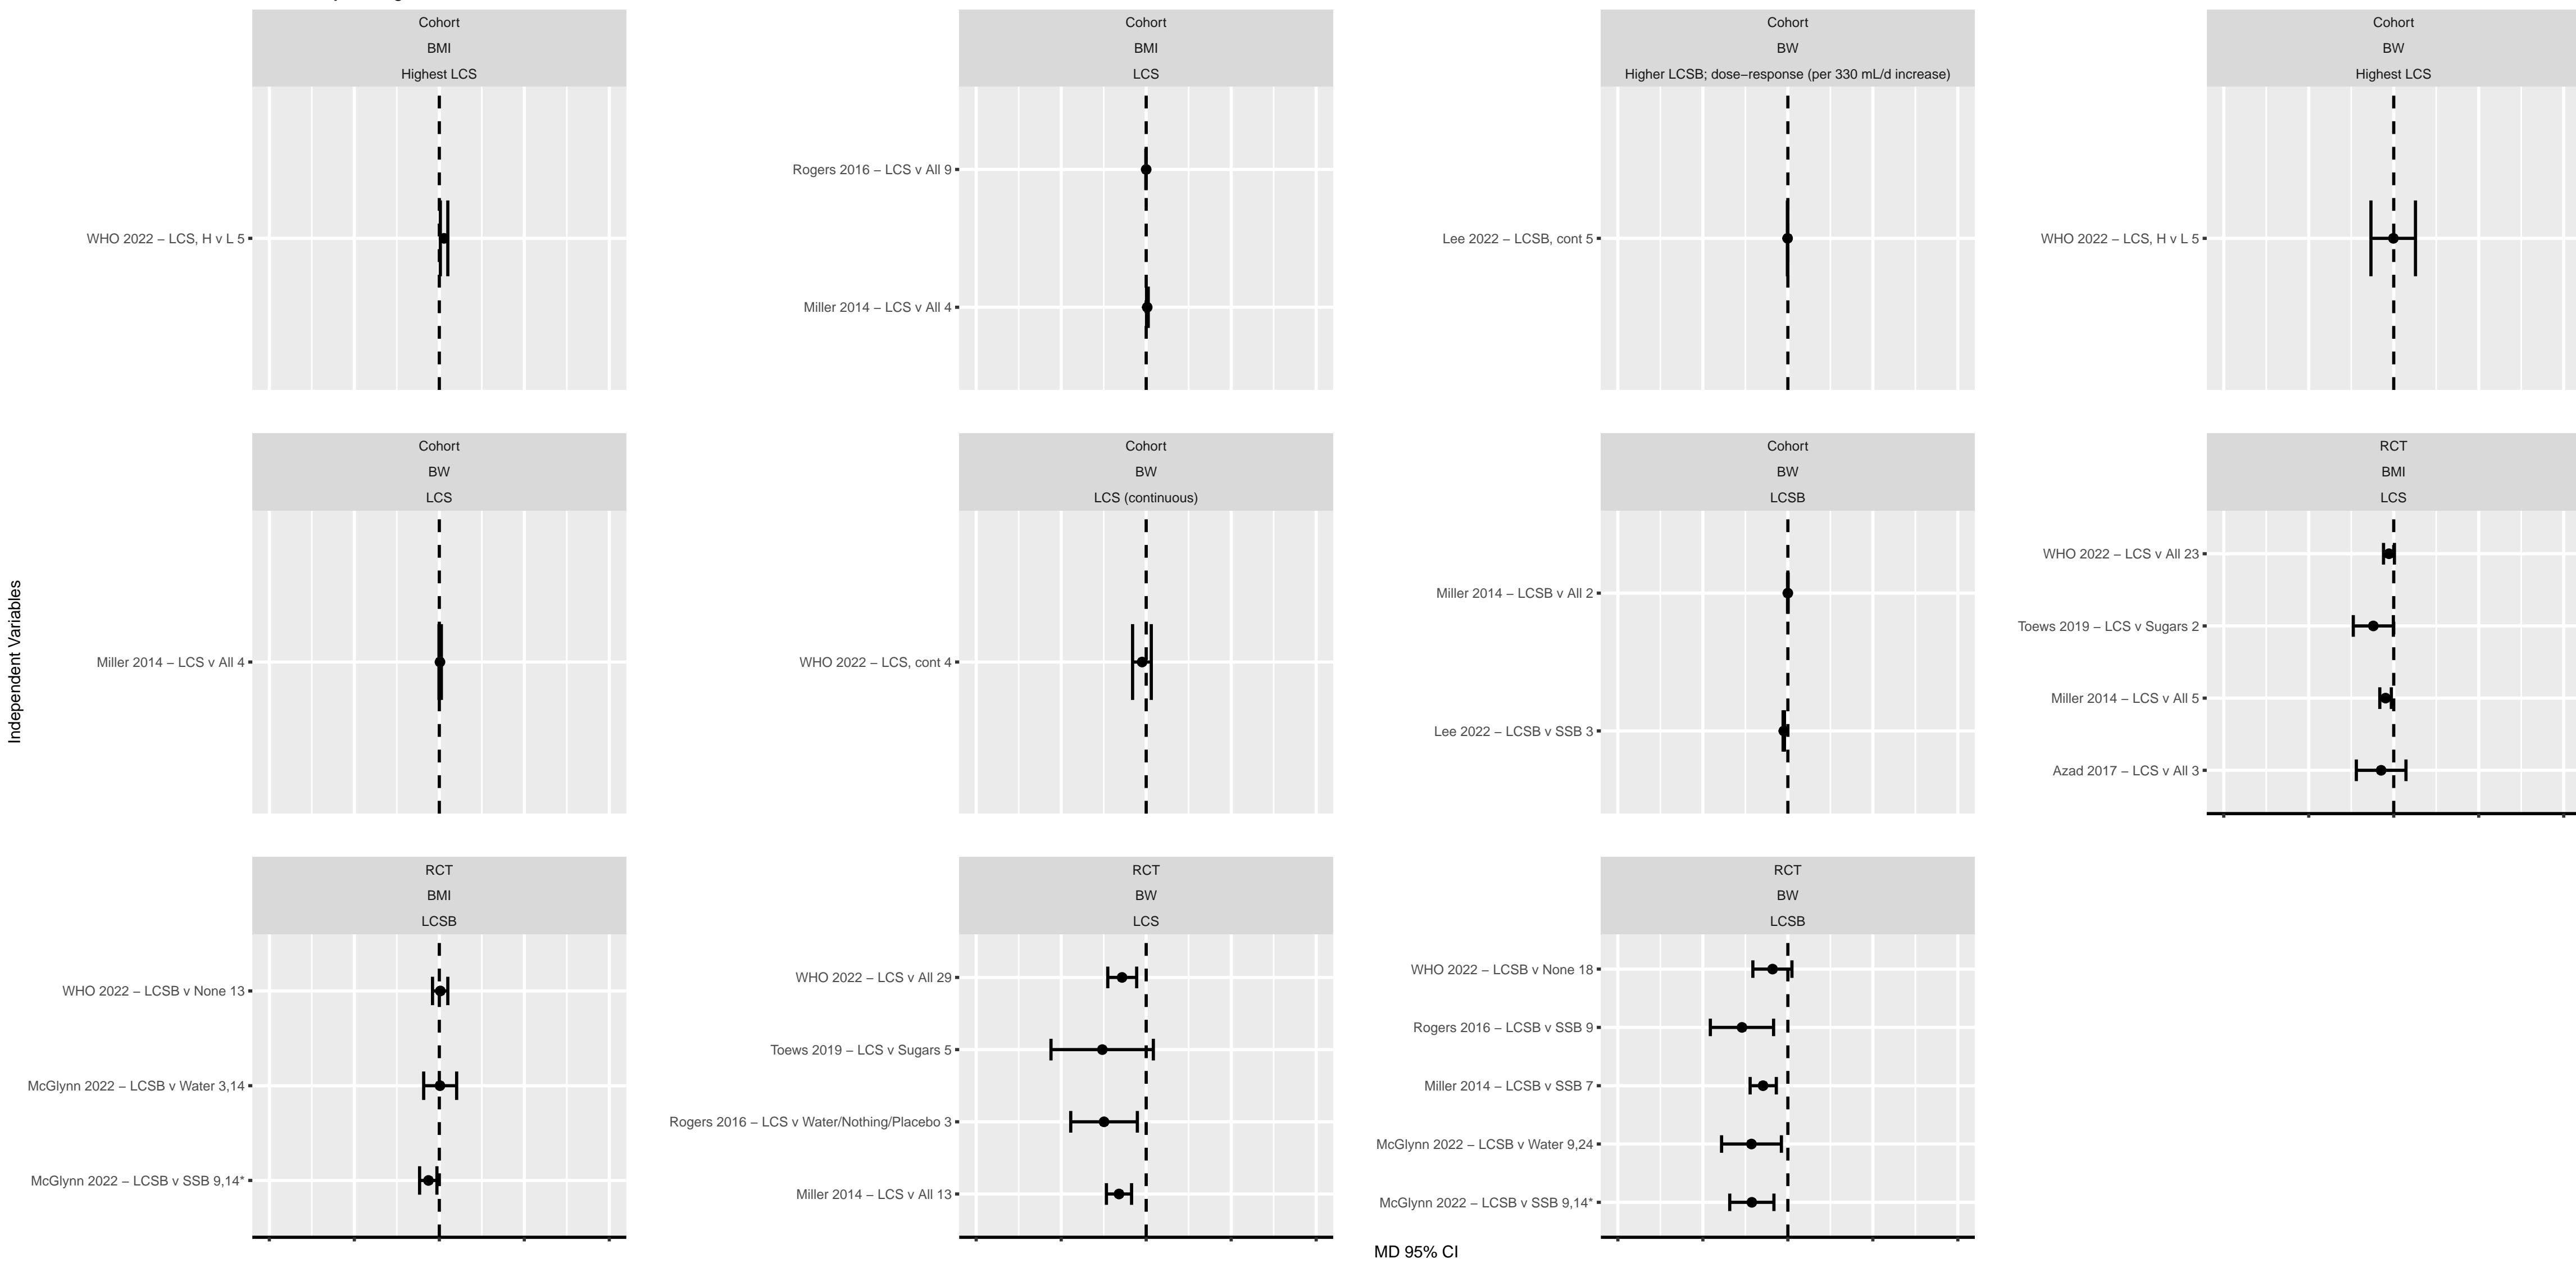 Cohort
BMI
Highest LCS
WHO 2022 – LCS, H v L 5
Cohort
BMI
LCS
Rogers 2016 – LCS v All 9
Miller 2014 – LCS v All 4
Cohort
BW
Higher LCSB; dose–response (per 330 mL/d increase)
Lee 2022 – LCSB, cont 5
Cohort
BW
Highest LCS
WHO 2022 – LCS, H v L 5
Independent Variables
Cohort
BW
LCS
Miller 2014 – LCS v All 4
Cohort
BW
LCS (continuous)
WHO 2022 – LCS, cont 4
Cohort
BW
LCSB
Miller 2014 – LCSB v All 2
Lee 2022 – LCSB v SSB 3
RCT
BMI
LCS
WHO 2022 – LCS v All 23
Toews 2019 – LCS v Sugars 2
Miller 2014 – LCS v All 5
Azad 2017 – LCS v All 3
RCT
BMI
LCSB
WHO 2022 – LCSB v None 13
McGlynn 2022 – LCSB v Water 3,14
McGlynn 2022 – LCSB v SSB 9,14*
RCT
BW
LCS
WHO 2022 – LCS v All 29
Toews 2019 – LCS v Sugars 5
Rogers 2016 – LCS v Water/Nothing/Placebo 3
Miller 2014 – LCS v All 13
RCT
BW
LCSB
WHO 2022 – LCSB v None 18
Rogers 2016 – LCSB v SSB 9
Miller 2014 – LCSB v SSB 7
McGlynn 2022 – LCSB v Water 9,24
McGlynn 2022 – LCSB v SSB 9,14*
MD 95% CI